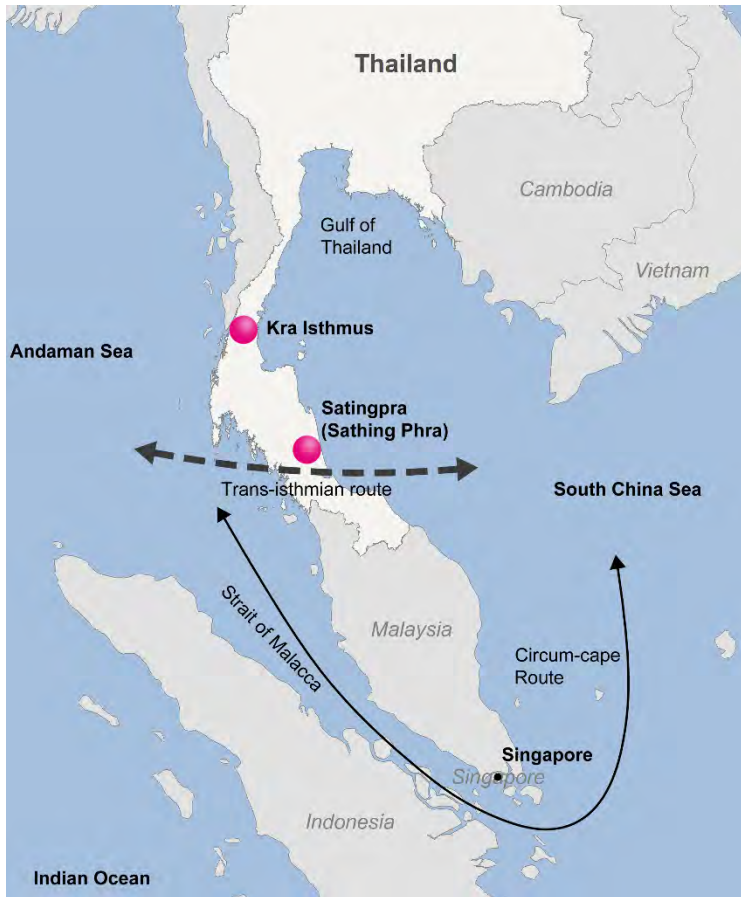 Thailand
Cambodia
Gulf of
Thailand
Vietnam
Kra Isthmus
Andaman Sea
Satingpra
(Sathing Phra)
Trans-isthmian route
South China Sea
Strait of Malacca
Malaysia
Circum-cape
Route
Singapore
Singapore
Indonesia
Indian Ocean